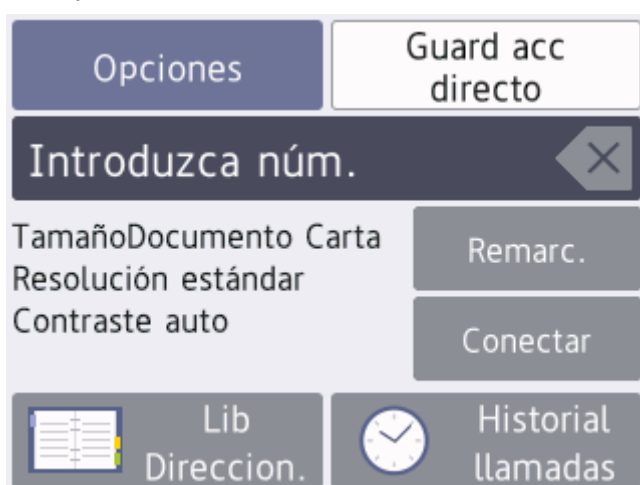 Opciones
Guard acc
directo
Introduzca núm.
TamañoDocumento Carta
Resolución estándar
Contraste auto
Remarc.
Conectar
Lib
Direccion.
Historial
llamadas